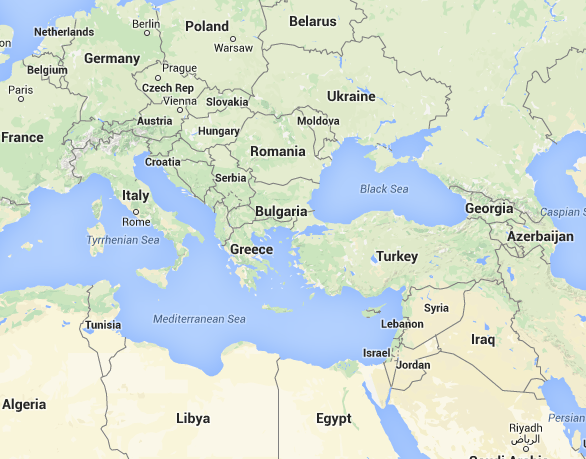 Berlin
Belarus
Netherlands
Poland
on
Warsaw
Germany
Belgium
Prague
Paris
Czech Rep
Ukraine
Vienna
Slovakia
Austria
Moldova
France
Hungary
Romania
Croatia
Serbia
Black Sea
Italy
Georgia
Rome
Bulgaria
Caspian S
Tyrrhenian Sea
Azerbaijan
Greece
Turkey
Syria
Mediterranean Sea
Tunisia
Lebanon
Iraq
Israel
Jordan
Algeria
Libya
Egypt
Persian
Riyadh
الرياض